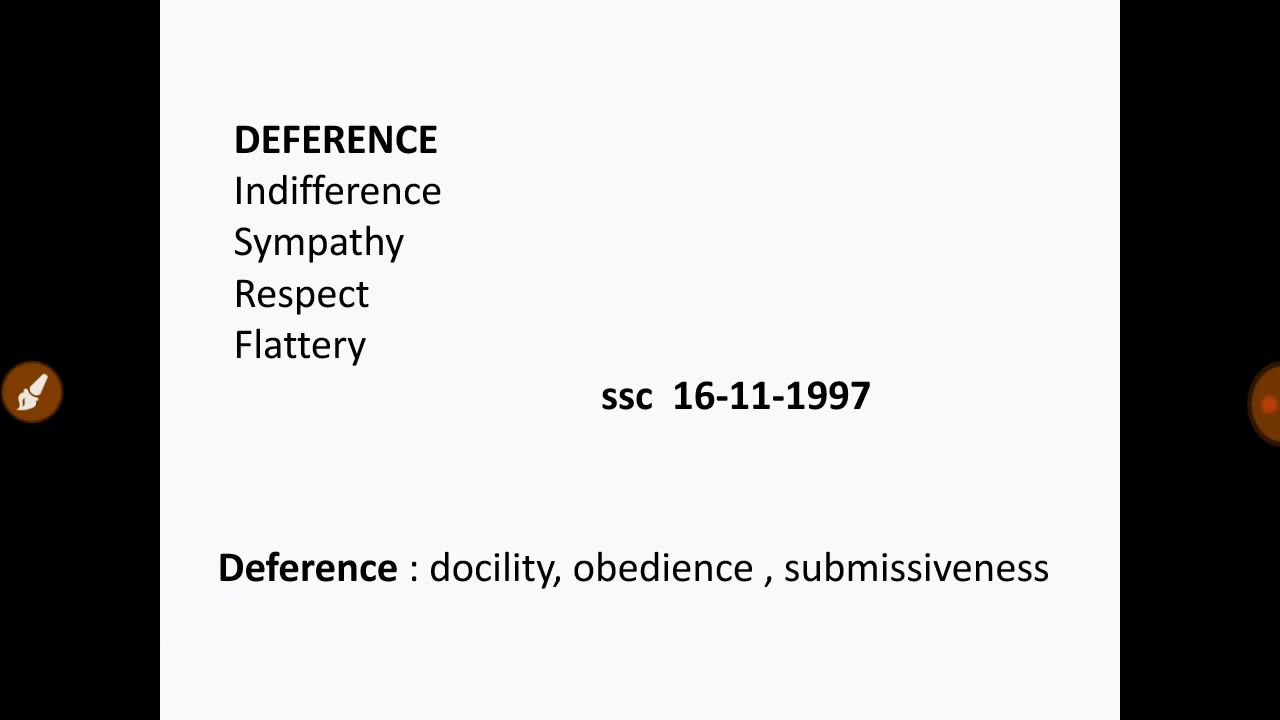 DEFERENCE
Indifference
Sympathy
Respect
Flattery
ssc 16-11-1997
Deference : docility, obedience , submissiveness